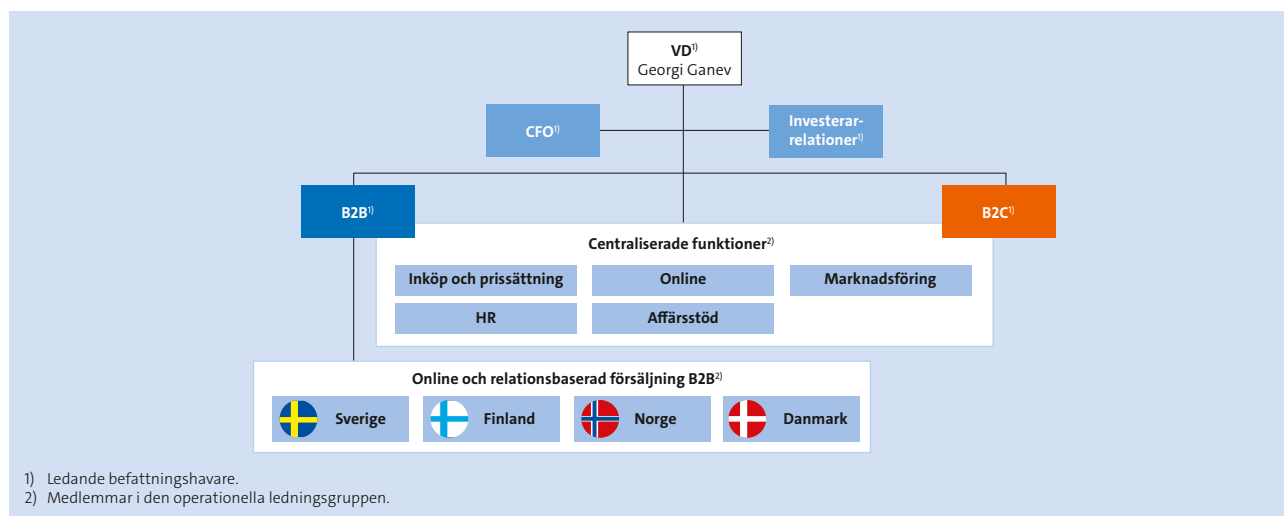 VD1)
Georgi Ganev
CFO1)
Investerar-
relationer1)
B2B1)
B2C1)
Centraliserade funktioner2)
Inköp och prissättning
Online
Marknadsföring
HR
Affärsstöd
Online och relationsbaserad försäljning B2B2)
Sverige
Finland
Norge
Danmark
1) Ledande befattningshavare.
2) Medlemmar i den operationella ledningsgruppen.